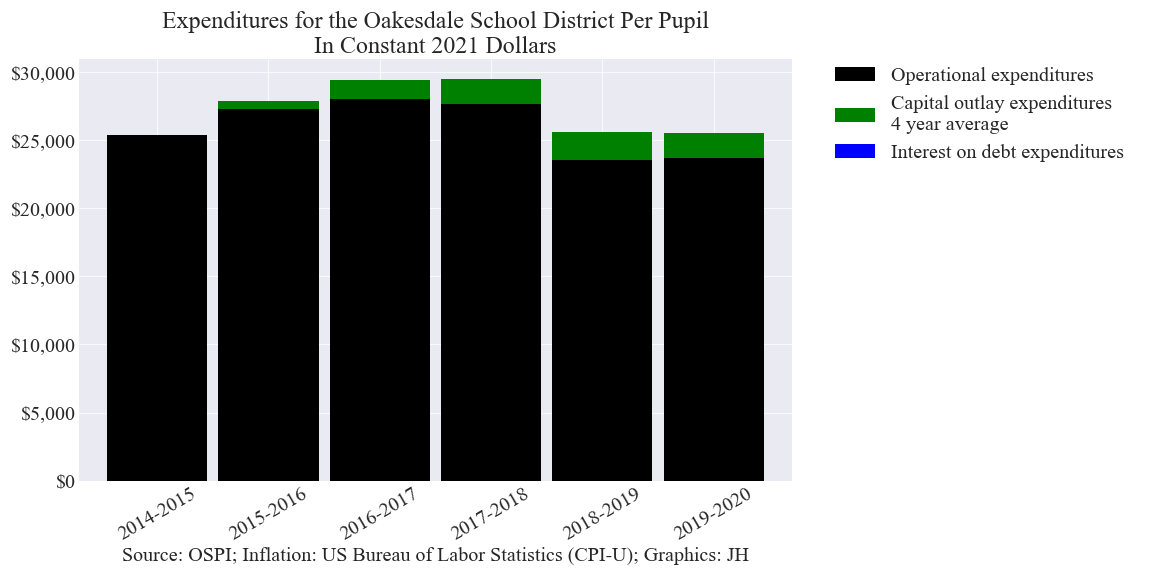 Expenditures for the Oakesdale School District Per Pupil
In Constant 2021 Dollars
$30,000
$25,000
$20,000
$15,000
$10,000
$5,000
$0
Operational expenditures
Capital outlay expenditures
4 year average
Interest on debt expenditures
2014-2015
2015-2016
2016-2017
2017-2018
2018-2019
2019-2020
Source: OSPI; Inflation: US Bureau of Labor Statistics (CPI-U); Graphics: JH